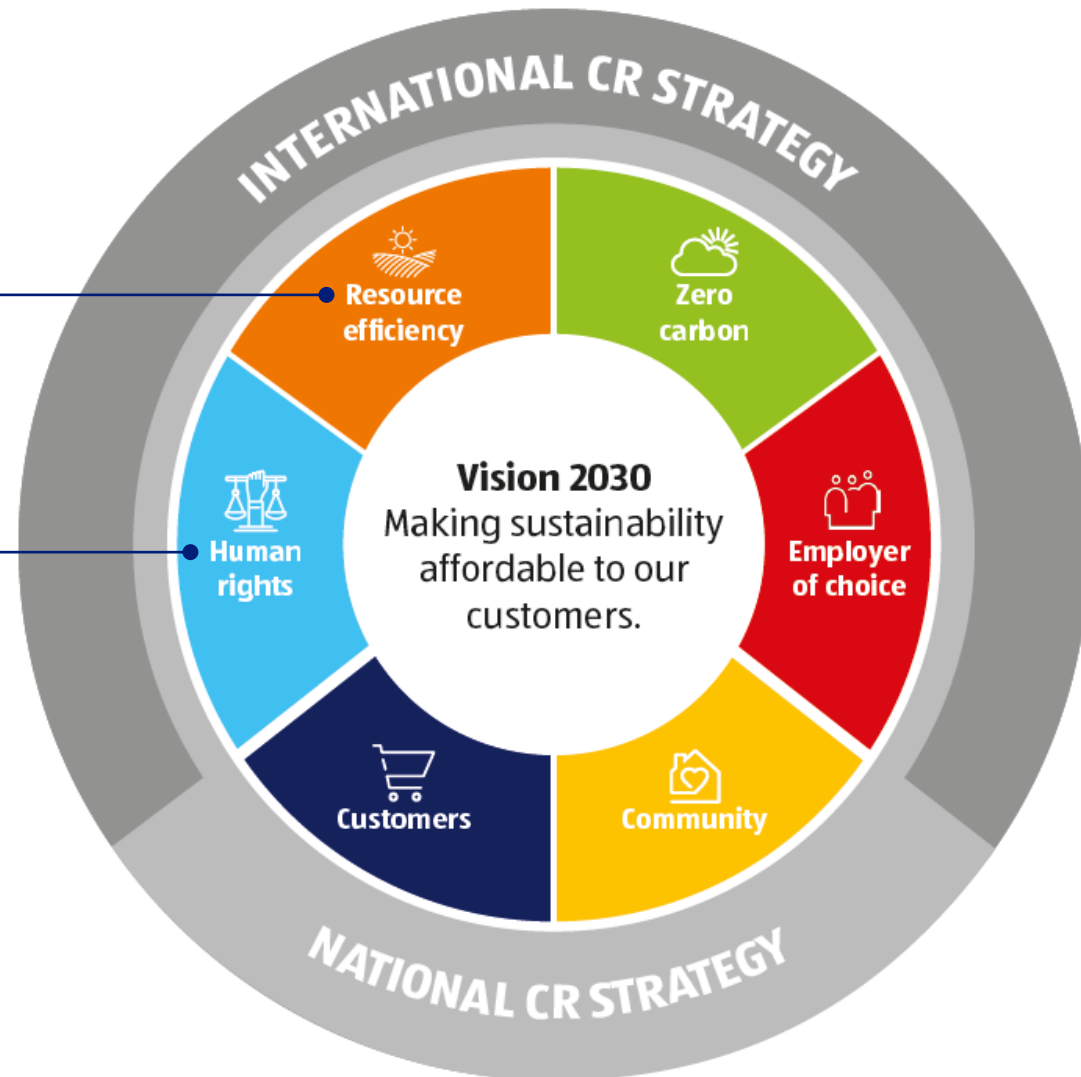 INTERNATIONAL CR STRATEGY
Resource
efficiency
Zero
carbon
Human
rights
Vision 2030
Making sustainability
affordable to our
customers.
Employer
of choice
Customers
Community
NATIONAL CR STRATEGY